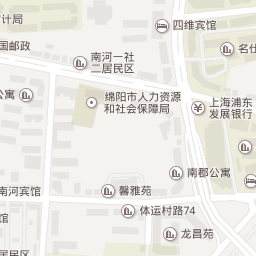 计局
四维宾馆
国邮政
南河一社
二居民区
名仕
公寓
绵阳市人力资源
和社会保障局
上海浦东
发展银行
南郡公寓
南河宾馆
馨雅苑
体运村路74
龙昌苑
蓝色
居民区